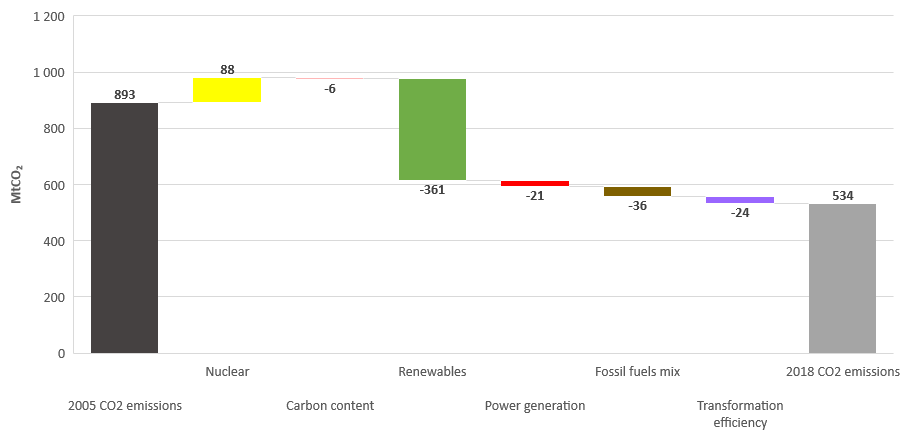 1 200
1 000
800
600
400
200
0
MtCO₂
893
88
-6
-361
-21
-36
-24
534
Nuclear
Renewables
Fossil fuels mix
2018 CO2 emissions
2005 CO2 emissions
Carbon content
Power generation
Transformation
efficiency